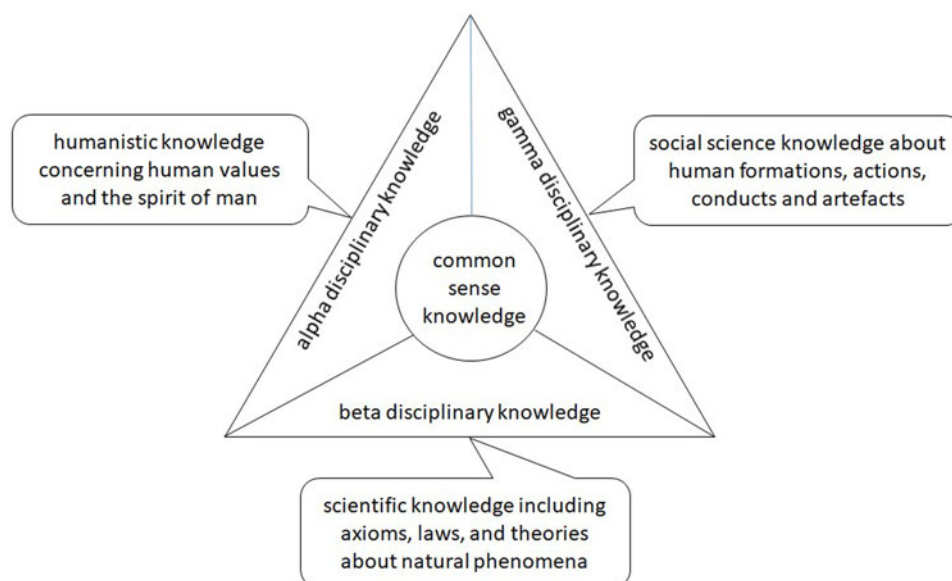 humanistic knowledge
concerning human values
and the spirit of man
alpha disciplinary knowledge
gamma disciplinary knowledge
social science knowledge about
human formations, actions,
conducts and artefacts
common
sense
knowledge
beta disciplinary knowledge
scientific knowledge including
axioms, laws, and theories
about natural phenomena